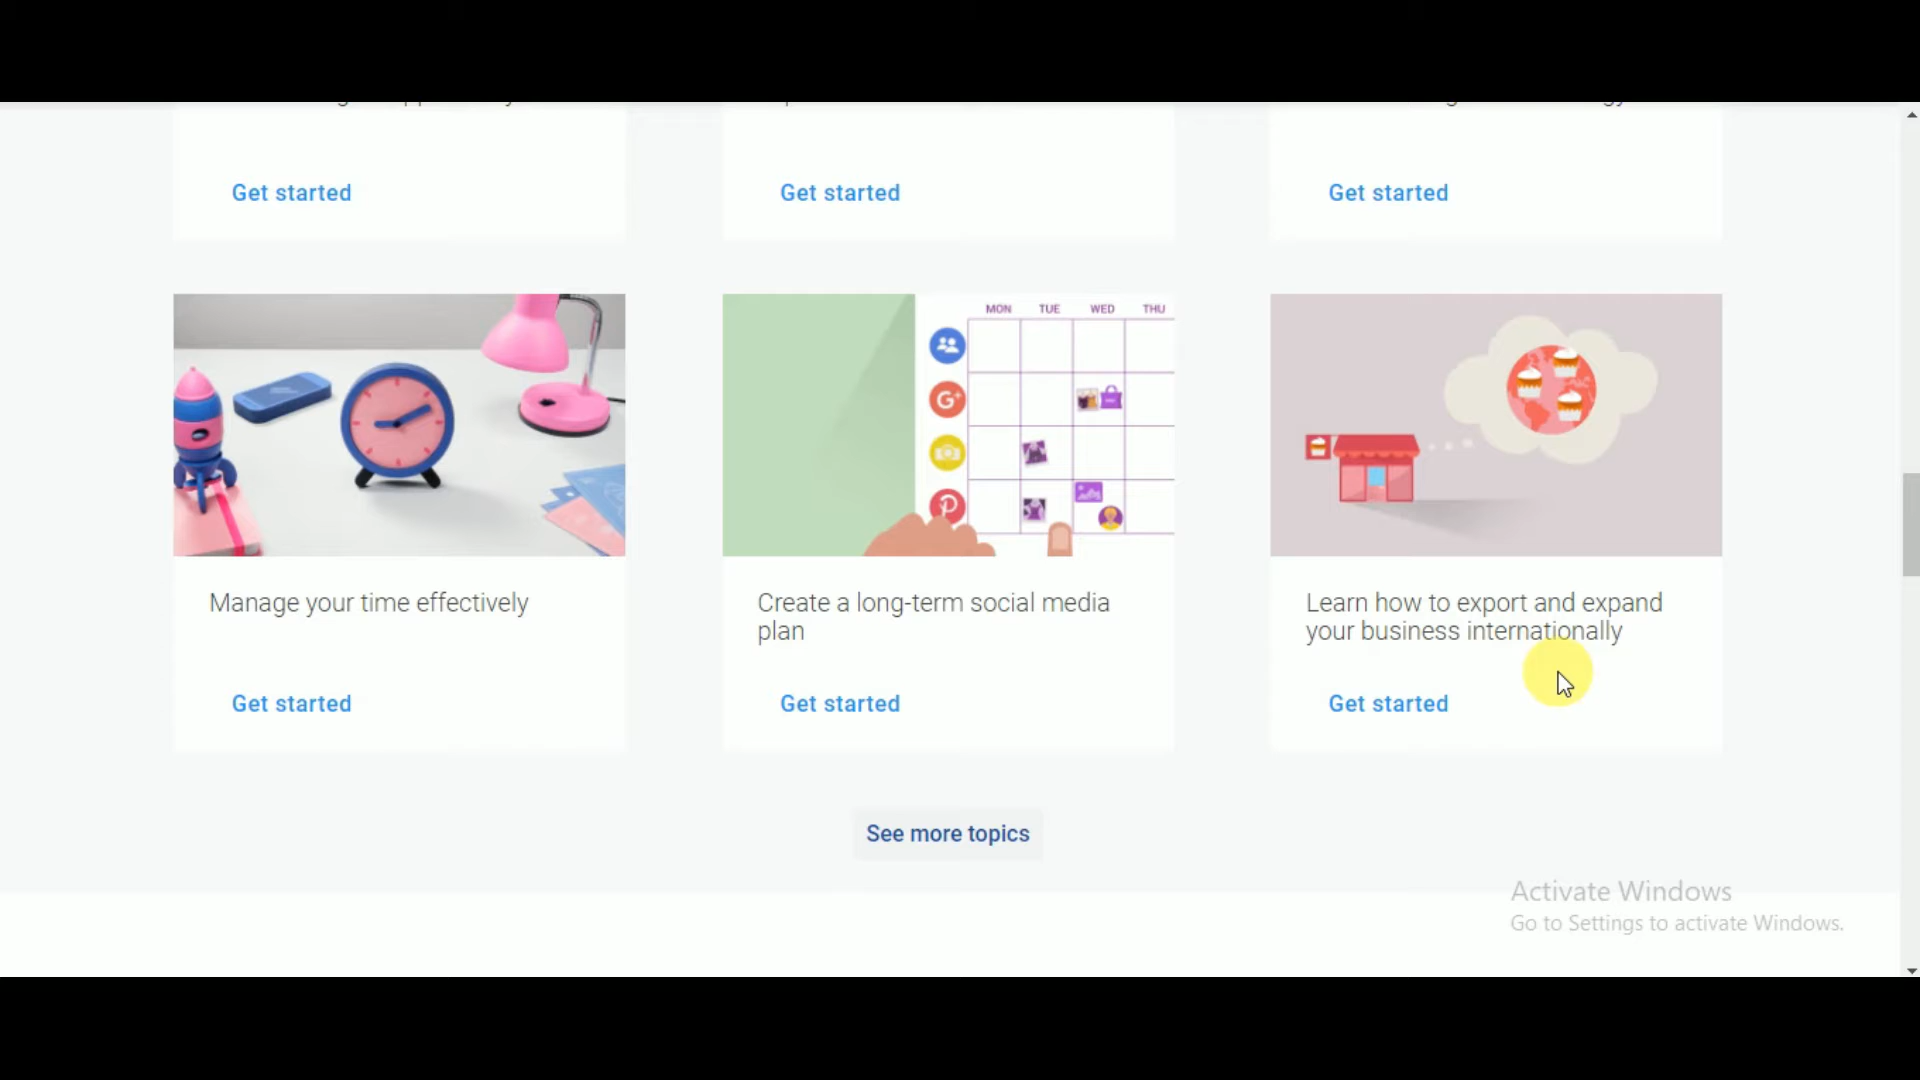 Get started
Get started
Get started
MON TUE WED THU
G+
Manage your time effectively
Create a long-term social media
plan
Learn how to export and expand
your business internationally
Get started
Get started
Get started
See more topics
Activate Windows
Go to Settings to activate Windows.